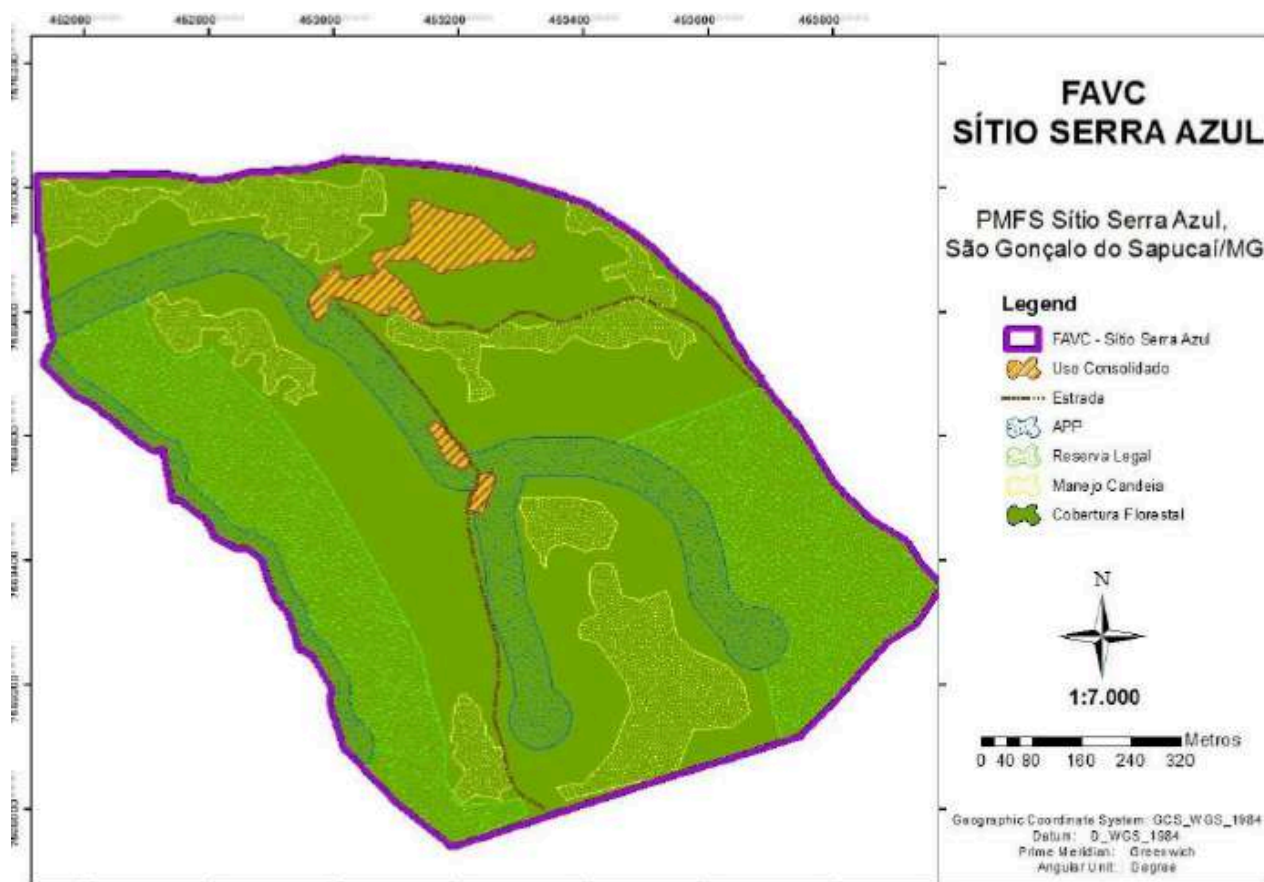 FAVC
SÍTIO SERRA AZUL
PMFS Sítio Serra Azul,
São Gonçalo do Sapucaí/MG
Legend
FAVC - Sítio Serra Azul
Uso Consolidado
Estrada
APP
Reserva Legal
Manejo Candeia
Cobertura Florestal
N
1:7.000
Metros
0 40 80 160 240 320
Geographic Coordinate System: GCS_WGS_1984
Datum: D_WGS_1984
Prime Meridian: Greenwich
Angular Unit: Degree